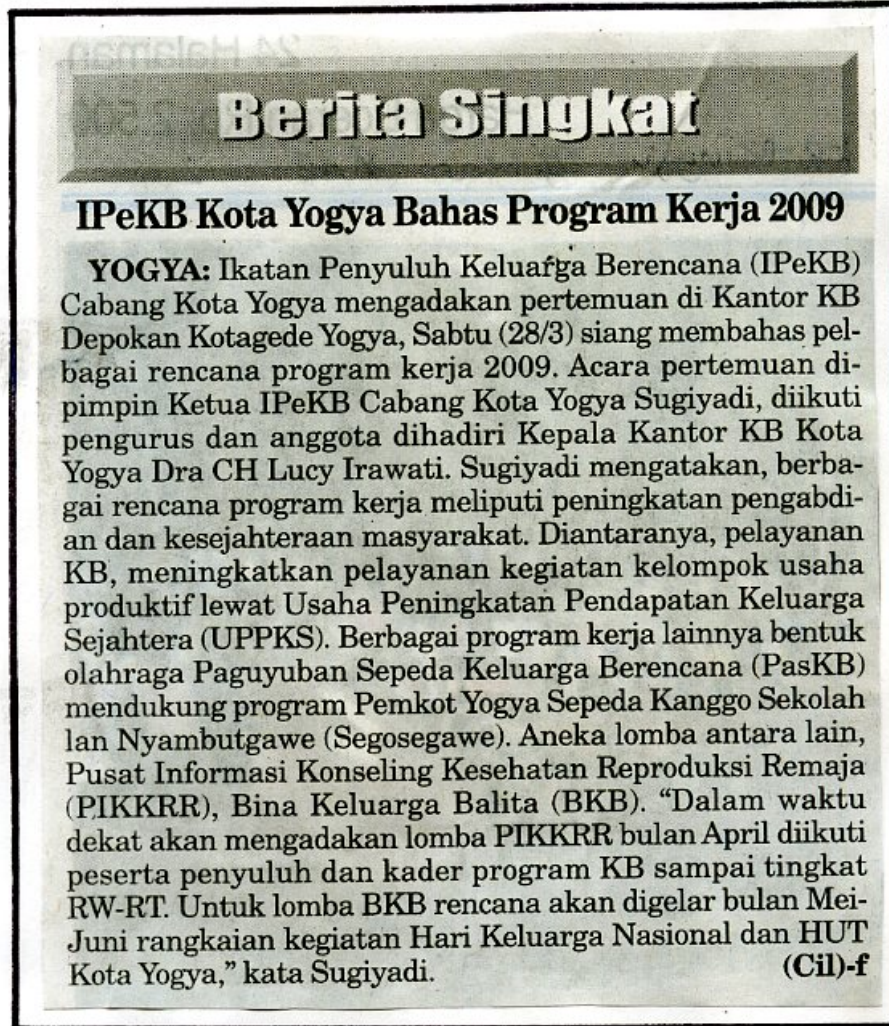 Berita Singkat
IPeKB Kota Yogya Bahas Program Kerja 2009
YOGYA: Ikatan Penyuluh Keluarga Berencana (IPeKB)
Cabang Kota Yogya mengadakan pertemuan di Kantor KB
Depokan Kotagede Yogya, Sabtu (28/3) siang membahas pel-
bagai rencana program kerja 2009. Acara pertemuan di-
pimpin Ketua IPeKB Cabang Kota Yogya Sugiyadi, diikuti
pengurus dan anggota dihadiri Kepala Kantor KB Kota
Yogya Dra CH Lucy Irawati. Sugiyadi mengatakan, berba-
gai rencana program kerja meliputi peningkatan pengabdi-
an dan kesejahteraan masyarakat. Diantaranya, pelayanan
KB, meningkatkan pelayanan kegiatan kelompok usaha
produktif lewat Usaha Peningkatan Pendapatan Keluarga
Sejahtera (UPPKS). Berbagai program kerja lainnya bentuk
olahraga Paguyuban Sepeda Keluarga Berencana (PasKB)
mendukung program Pemkot Yogya Sepeda Kanggo Sekolah
lan Nyambutgawe (Segosegawe). Aneka lomba antara lain,
Pusat Informasi Konseling Kesehatan Reproduksi Remaja
(PIKKRR), Bina Keluarga Balita (BKB). “Dalam waktu
dekat akan mengadakan lomba PIKKRR bulan April diikuti
peserta penyuluh dan kader program KB sampai tingkat
RW-RT. Untuk lomba BKB rencana akan digelar bulan Mei-
Juni rangkaian kegiatan Hari Keluarga Nasional dan HUT
Kota Yogya,” kata Sugiyadi. (Cil)-f